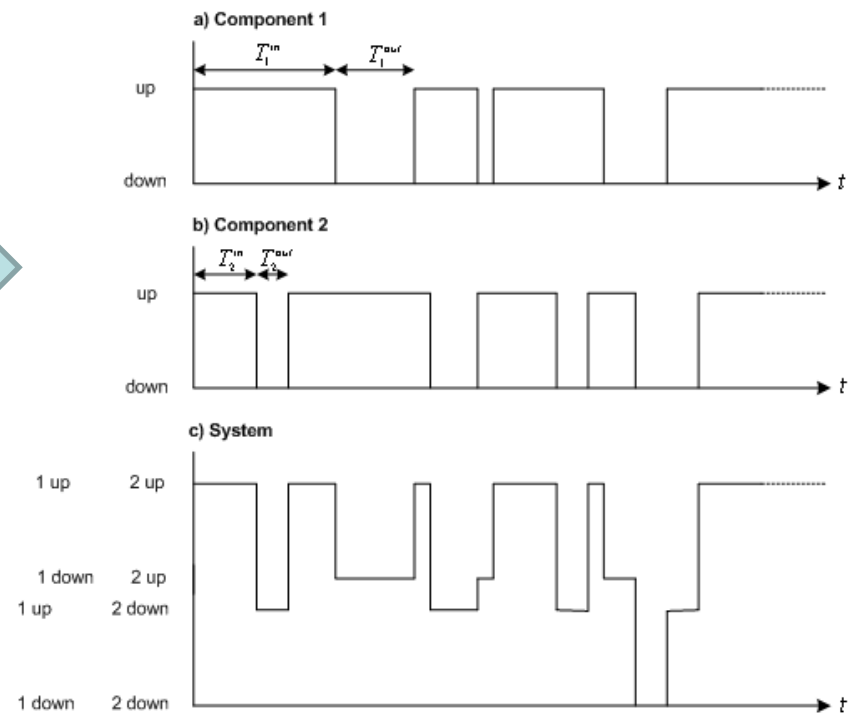 a) Component 1
T₁ⁱⁿ T₁ᵒᵘᵗ
up
down t
b) Component 2
T₂ⁱⁿ T₂ᵒᵘᵗ
up
down t
c) System
1 up 2 up
1 down 2 up
1 up 2 down
1 down 2 down t